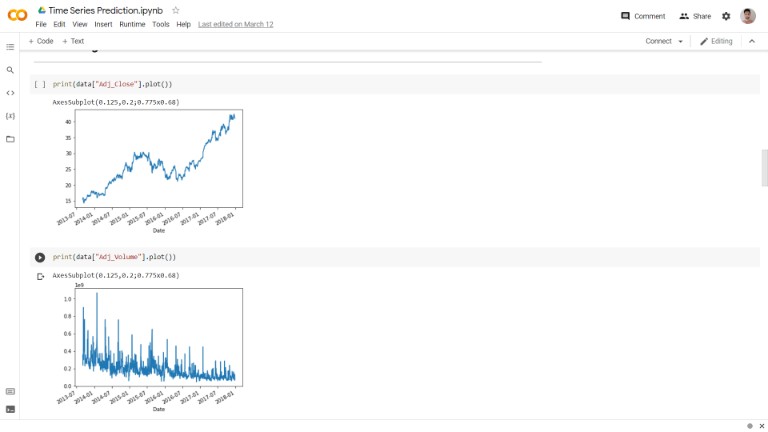 Time Series Prediction.ipynb
File Edit View Insert Runtime Tools Help Last edited on March 12
Comment Share
+ Code + Text
Connect Editing
[ ] print(data["Adj_Close"].plot())
AxesSubplot(0.125,0.2;0.775x0.68)
40
35
30
25
20
15
2013-07 2014-01 2014-07 2015-01 2015-07 2016-01 2016-07 2017-01 2017-07 2018-01
Date
print(data["Adj_Volume"].plot())
AxesSubplot(0.125,0.2;0.775x0.68)
1.0
0.8
0.6
0.4
0.2
0.0
2013-07 2014-01 2014-07 2015-01 2015-07 2016-01 2016-07 2017-01 2017-07 2018-01
Date